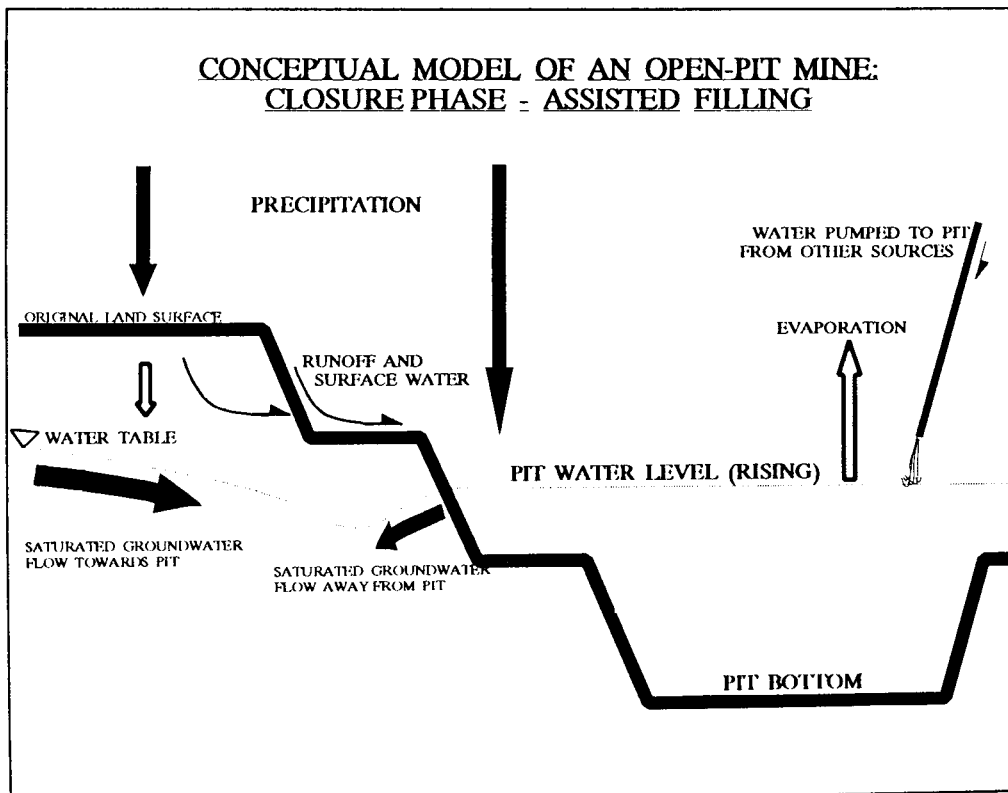 CONCEPTUAL MODEL OF AN OPEN-PIT MINE:
CLOSURE PHASE - ASSISTED FILLING
PRECIPITATION
WATER PUMPED TO PIT
FROM OTHER SOURCES
ORIGINAL LAND SURFACE
EVAPORATION
RUNOFF AND
SURFACE WATER
WATER TABLE
PIT WATER LEVEL (RISING)
SATURATED GROUNDWATER
FLOW TOWARDS PIT
SATURATED GROUNDWATER
FLOW AWAY FROM PIT
PIT BOTTOM